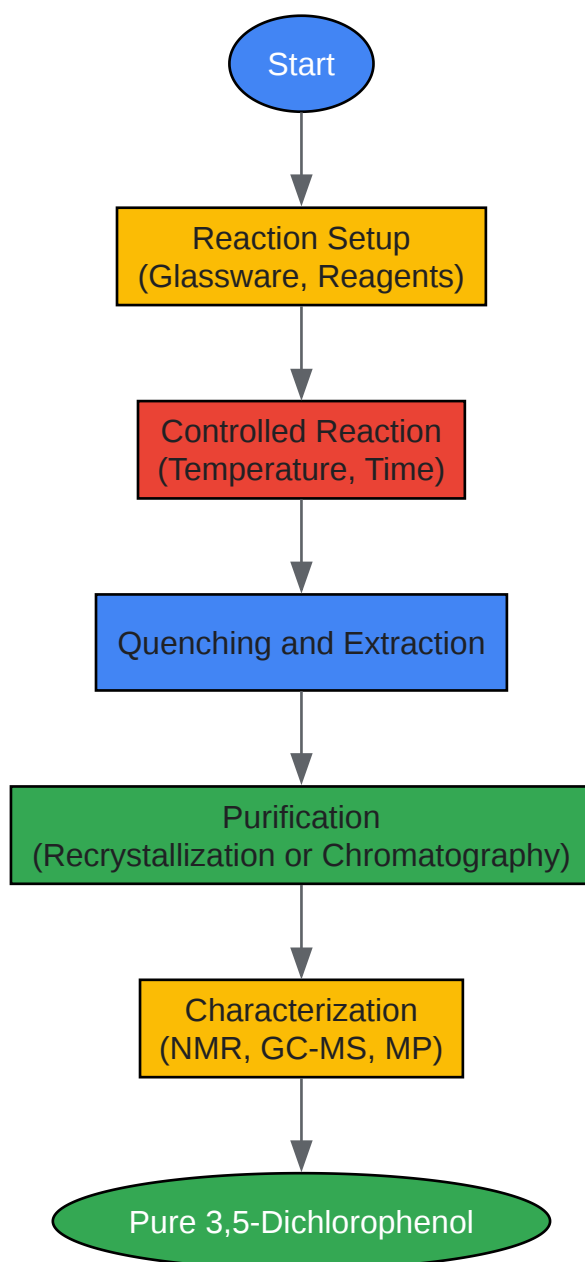 Start
Reaction Setup
(Glassware, Reagents)
Controlled Reaction
(Temperature, Time)
Quenching and Extraction
Purification
(Recrystallization or Chromatography)
Characterization
(NMR, GC-MS, MP)
Pure 3,5-Dichlorophenol